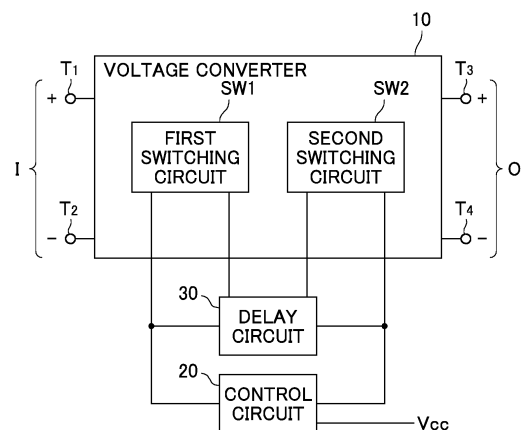 10
T1
VOLTAGE CONVERTER
T3
+
SW1
SW2
+
FIRST
SWITCHING
CIRCUIT
SECOND
SWITCHING
CIRCUIT
I
O
T2
T4
−
−
30
DELAY
CIRCUIT
20
CONTROL
CIRCUIT
Vcc